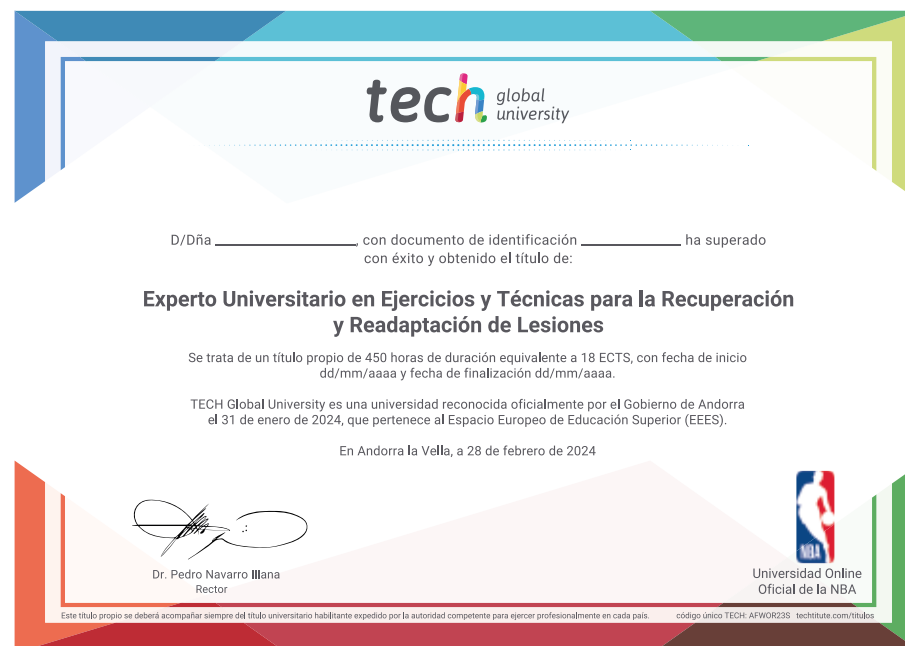 tech global university
D/Dña ______________, con documento de identificación __________ ha superado
con éxito y obtenido el título de:
Experto Universitario en Ejercicios y Técnicas para la Recuperación
y Readaptación de Lesiones
Se trata de un título propio de 450 horas de duración equivalente a 18 ECTS, con fecha de inicio
dd/mm/aaaa y fecha de finalización dd/mm/aaaa.
TECH Global University es una universidad reconocida oficialmente por el Gobierno de Andorra
el 31 de enero de 2024, que pertenece al Espacio Europeo de Educación Superior (EEES).
En Andorra la Vella, a 28 de febrero de 2024
Dr. Pedro Navarro Illana
Rector
NBA
Universidad Online
Oficial de la NBA
Este título propio se deberá acompañar siempre del título universitario habilitante expedido por la autoridad competente para ejercer profesionalmente en cada país. código único TECH: AFWOR23S techtitute.com/titulos